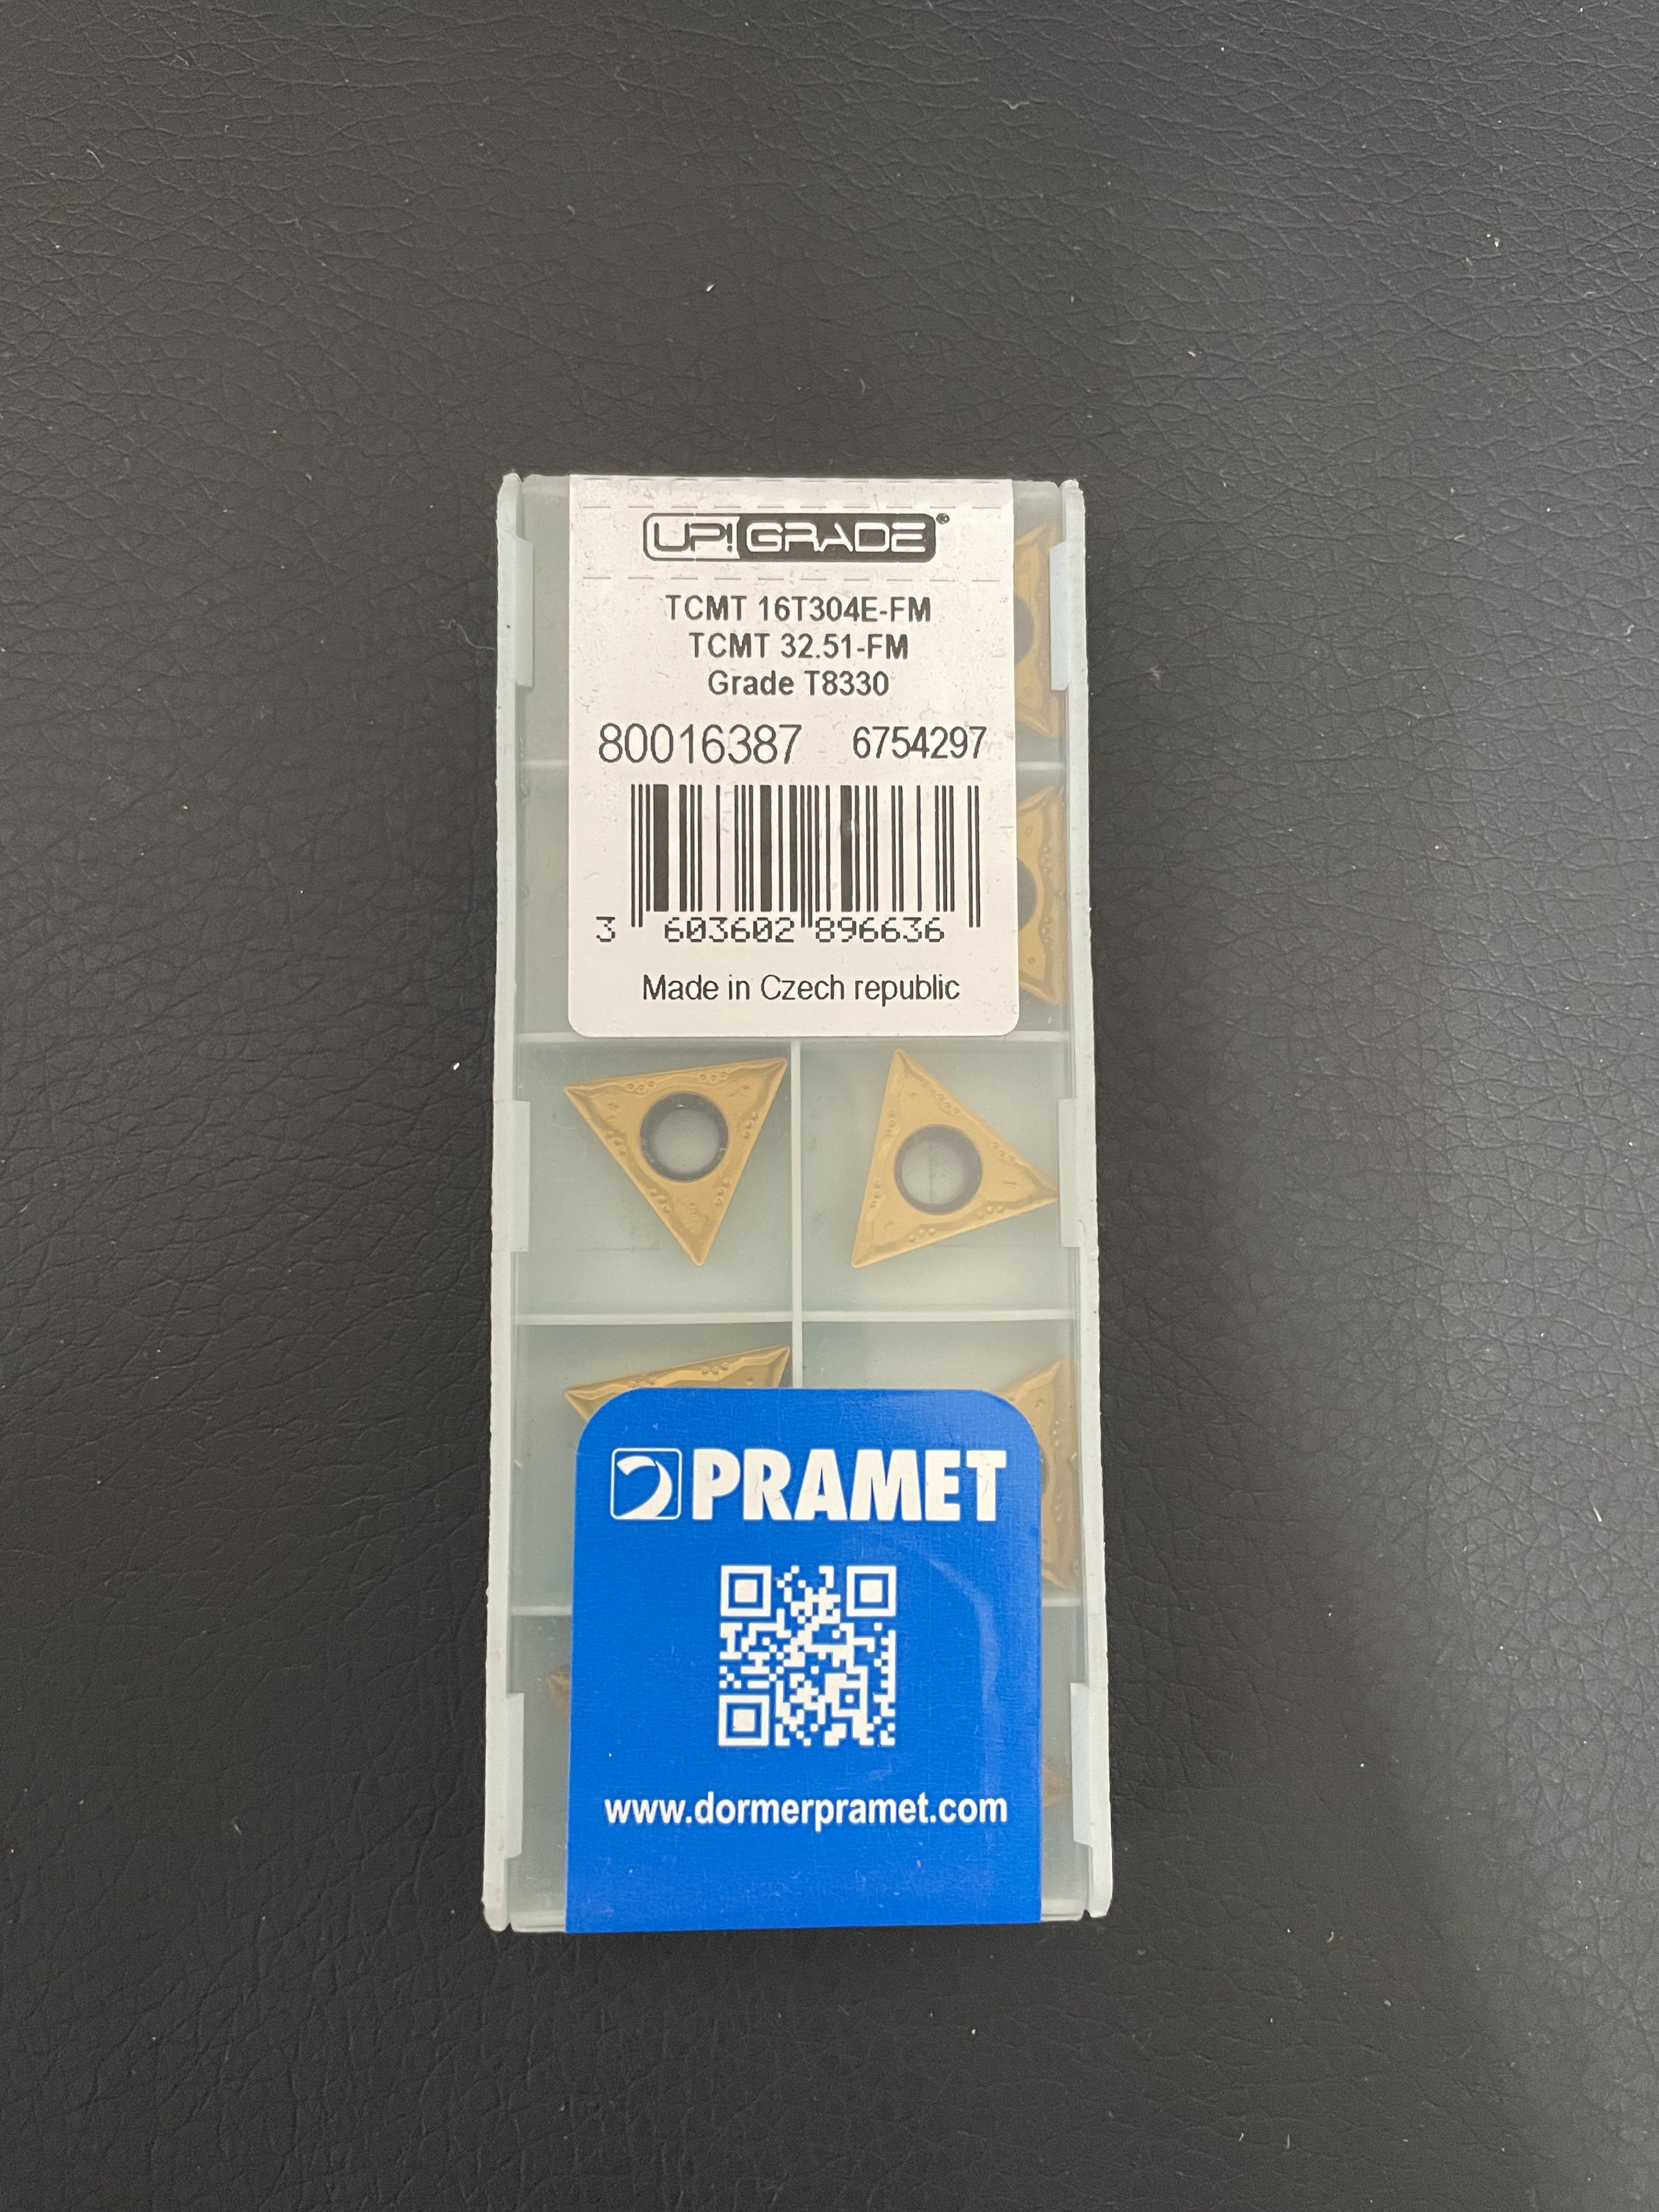 UP! GRADE®
TCMT 16T304E-FM
TCMT 32.51-FM
Grade T8330
80016387 6754297
3 603602 896636
Made in Czech republic
PRAMET
www.dormerpramet.com